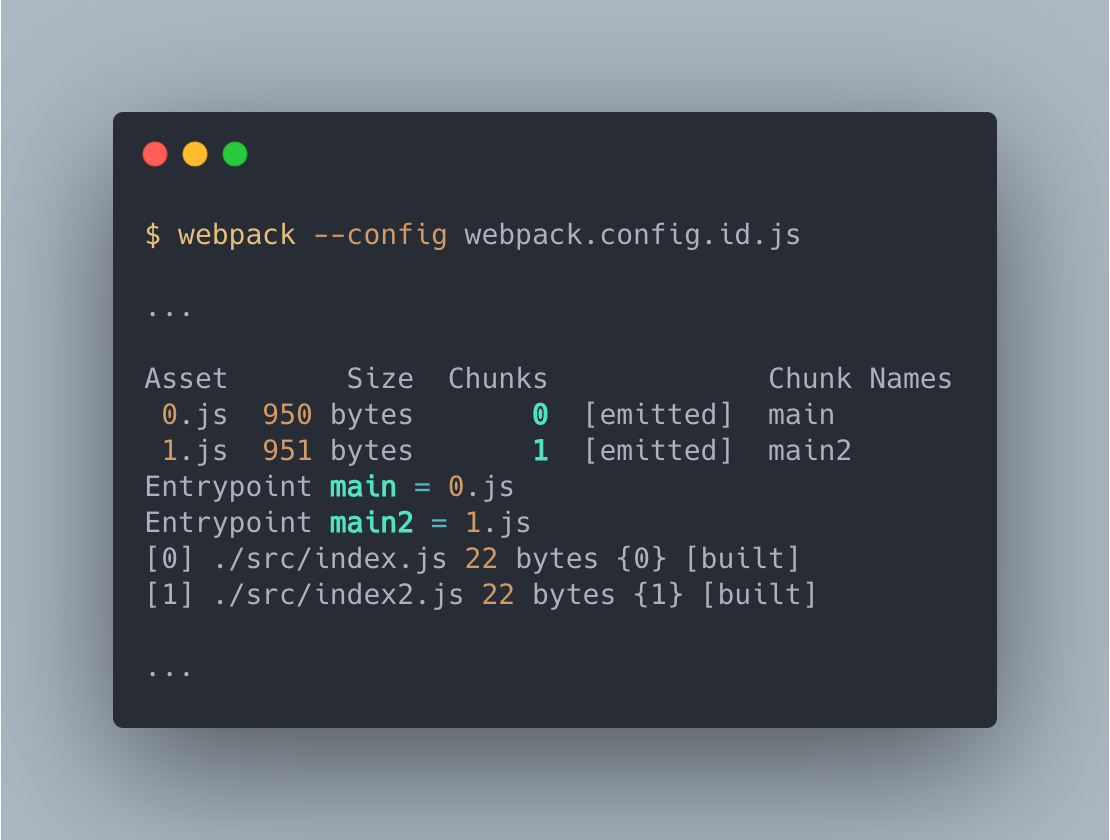 $ webpack --config webpack.config.id.js
...
Asset       Size  Chunks             Chunk Names
 0.js  950 bytes       0  [emitted]  main
 1.js  951 bytes       1  [emitted]  main2
Entrypoint main = 0.js
Entrypoint main2 = 1.js
[0] ./src/index.js 22 bytes {0} [built]
[1] ./src/index2.js 22 bytes {1} [built]
...